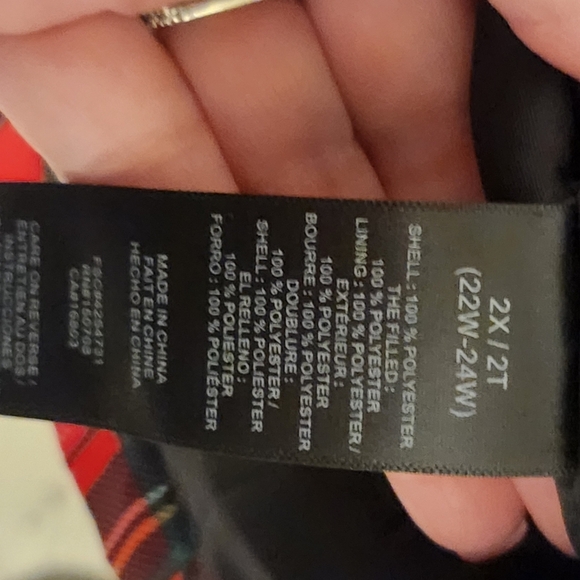 2X / 2T
(22W-24W)
SHELL : 100 % POLYESTER
THE FILLED :
100 % POLYESTER
LINING : 100 % POLYESTER /
EXTÉRIEUR :
100 % POLYESTER
BOURRE : 100 % POLYESTER
DOUBLURE :
100 % POLYESTER /
SHELL : 100 % POLIESTER
EL RELLENO :
100 % POLIESTER
FORRO : 100 % POLIÉSTER
MADE IN CHINA
FAIT EN CHINE
HECHO EN CHINA
CARE ON REVERSE /
ENTRETIEN AU DOS /
INSTRUCCIONES